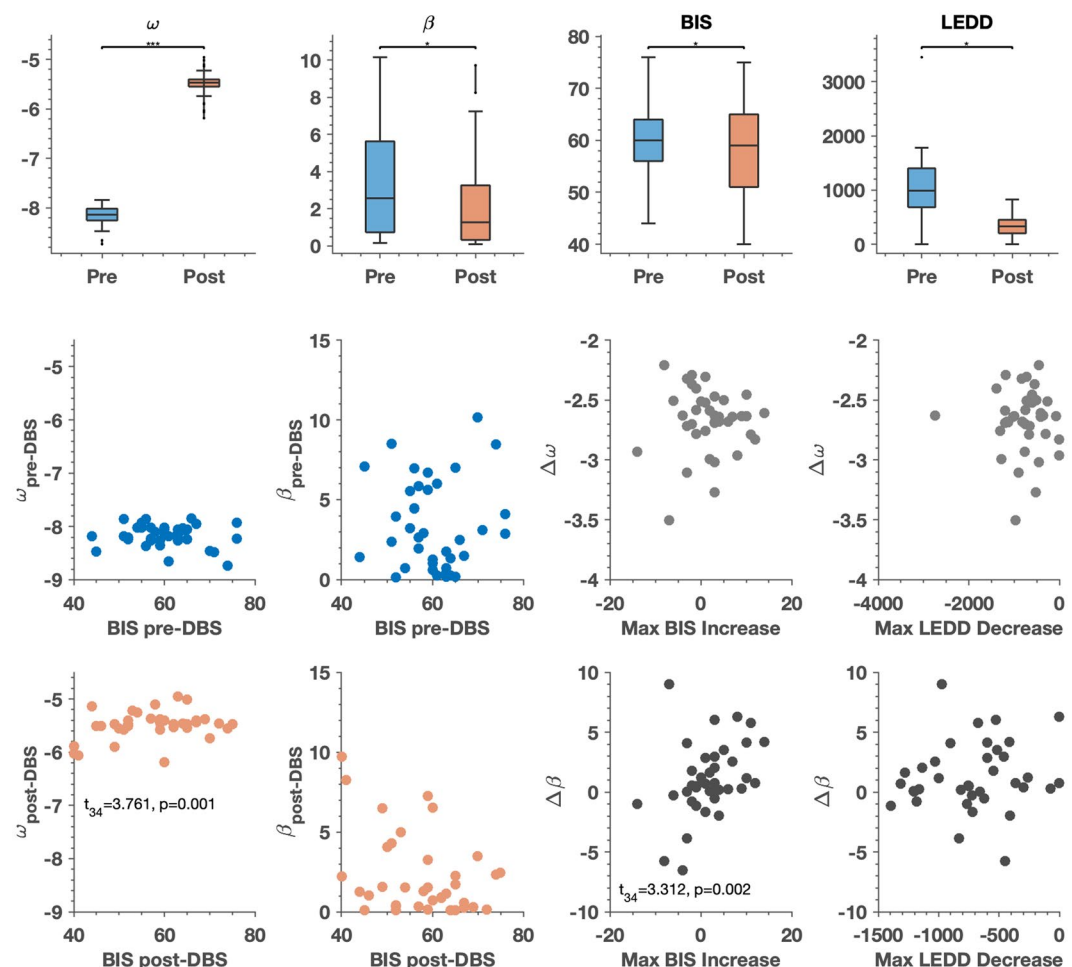 ω β BIS LEDD
*** * * *
-5 -6 -7 -8
10 8 6 4 2 0
80 70 60 50 40
3000 2000 1000 0
Pre Post Pre Post Pre Post Pre Post
ω pre-DBS
-5 -6 -7 -8 -9
40 60 80
BIS pre-DBS
β pre-DBS
15 10 5 0
40 60 80
BIS pre-DBS
Δω
-2 -2.5 -3 -3.5 -4
-20 0 20
Max BIS Increase
Δω
-2 -2.5 -3 -3.5 -4
-4000 -2000 0
Max LEDD Decrease
ω post-DBS
-5 -6 -7 -8 -9
t34=3.761, p=0.001
40 60 80
BIS post-DBS
β post-DBS
15 10 5 0
40 60 80
BIS post-DBS
Δβ
10 5 0 -5 -10
t34=3.312, p=0.002
-20 0 20
Max BIS Increase
Δβ
10 5 0 -5 -10
-1500 -1000 -500 0
Max LEDD Decrease